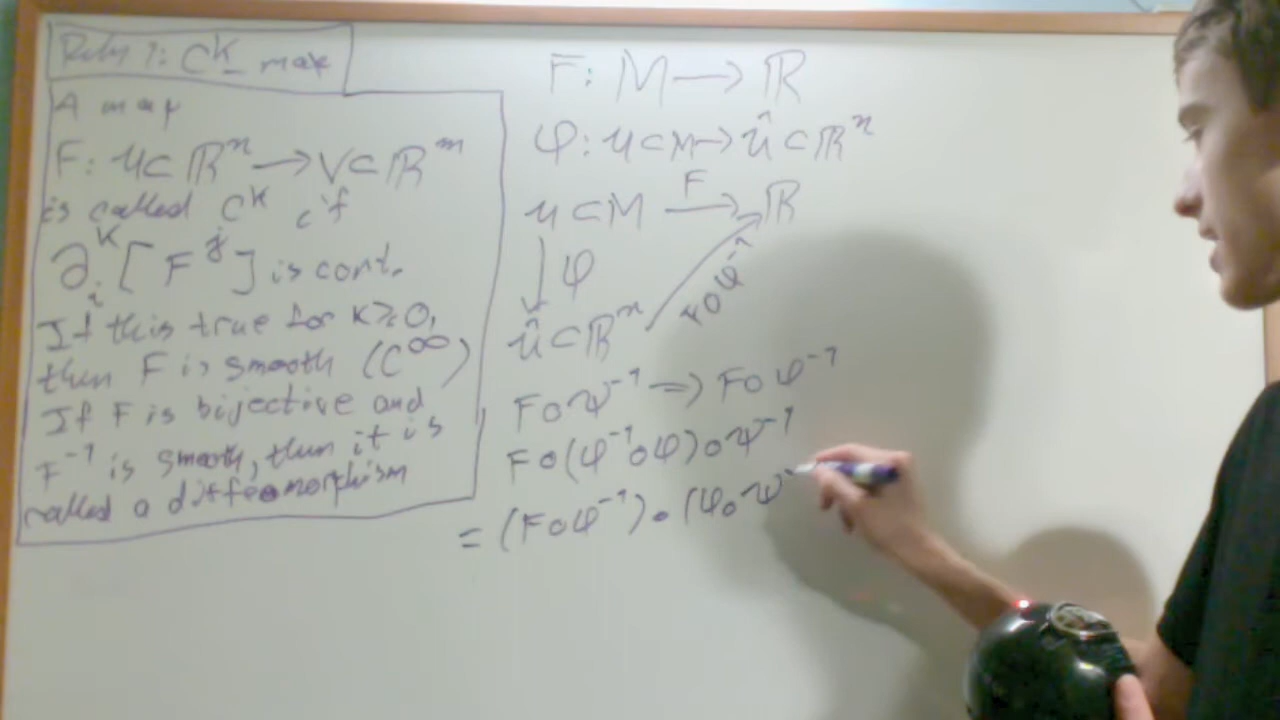 Defn 1: C^k map
A map
F: U⊂ℝ^n → V⊂ℝ^m
is called C^k if
∂_i^k [F^j] is cont.
If this true for k≥0,
then F is smooth (C^∞)
If F is bijective and
F^-1 is smooth, then it is
called a diffeomorphism
F: M → ℝ
φ: U⊂M → Û⊂ℝ^n
U⊂M F → ℝ
↓ φ F∘φ^-1
Û⊂ℝ^n
F∘ψ^-1 ⇒ F∘φ^-1
F∘(φ^-1∘φ)∘ψ^-1
= (F∘φ^-1)∘(φ∘ψ^-